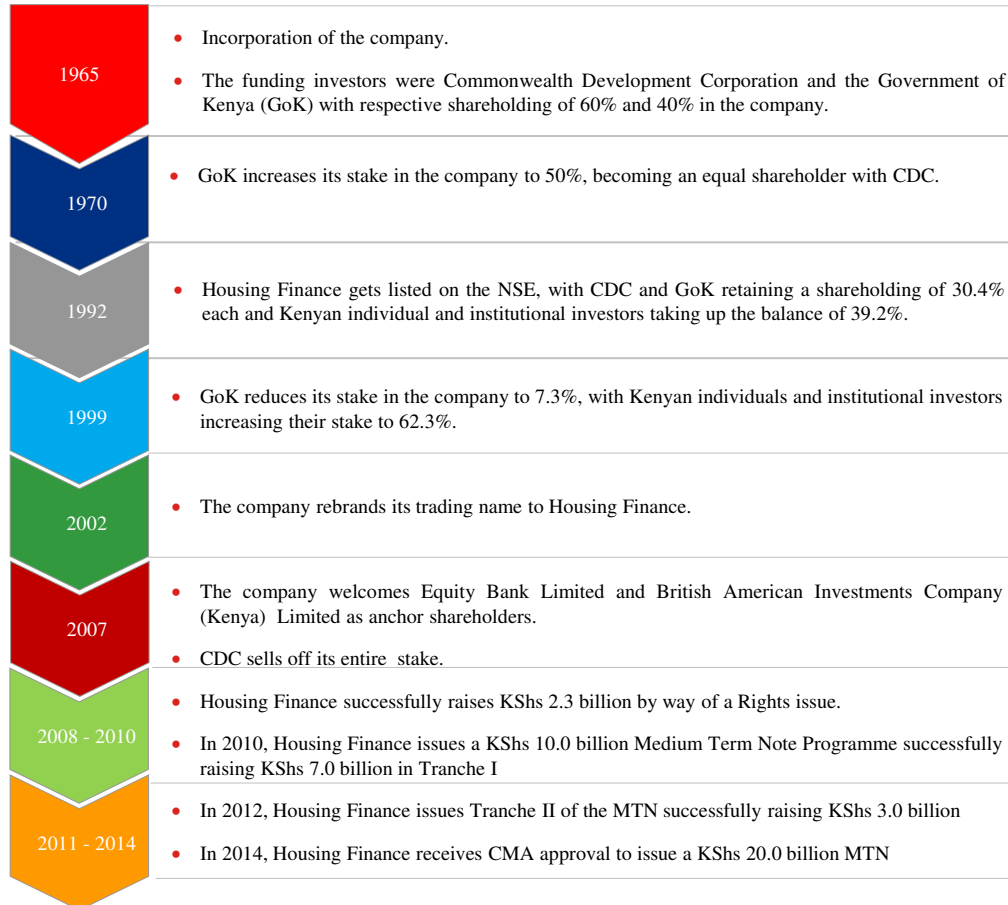 1965
• Incorporation of the company.
• The funding investors were Commonwealth Development Corporation and the Government of
Kenya (GoK) with respective shareholding of 60% and 40% in the company.
1970
• GoK increases its stake in the company to 50%, becoming an equal shareholder with CDC.
1992
• Housing Finance gets listed on the NSE, with CDC and GoK retaining a shareholding of 30.4%
each and Kenyan individual and institutional investors taking up the balance of 39.2%.
1999
• GoK reduces its stake in the company to 7.3%, with Kenyan individuals and institutional investors
increasing their stake to 62.3%.
2002
• The company rebrands its trading name to Housing Finance.
2007
• The company welcomes Equity Bank Limited and British American Investments Company
(Kenya) Limited as anchor shareholders.
• CDC sells off its entire stake.
2008 - 2010
• Housing Finance successfully raises KShs 2.3 billion by way of a Rights issue.
• In 2010, Housing Finance issues a KShs 10.0 billion Medium Term Note Programme successfully
raising KShs 7.0 billion in Tranche I
2011 - 2014
• In 2012, Housing Finance issues Tranche II of the MTN successfully raising KShs 3.0 billion
• In 2014, Housing Finance receives CMA approval to issue a KShs 20.0 billion MTN